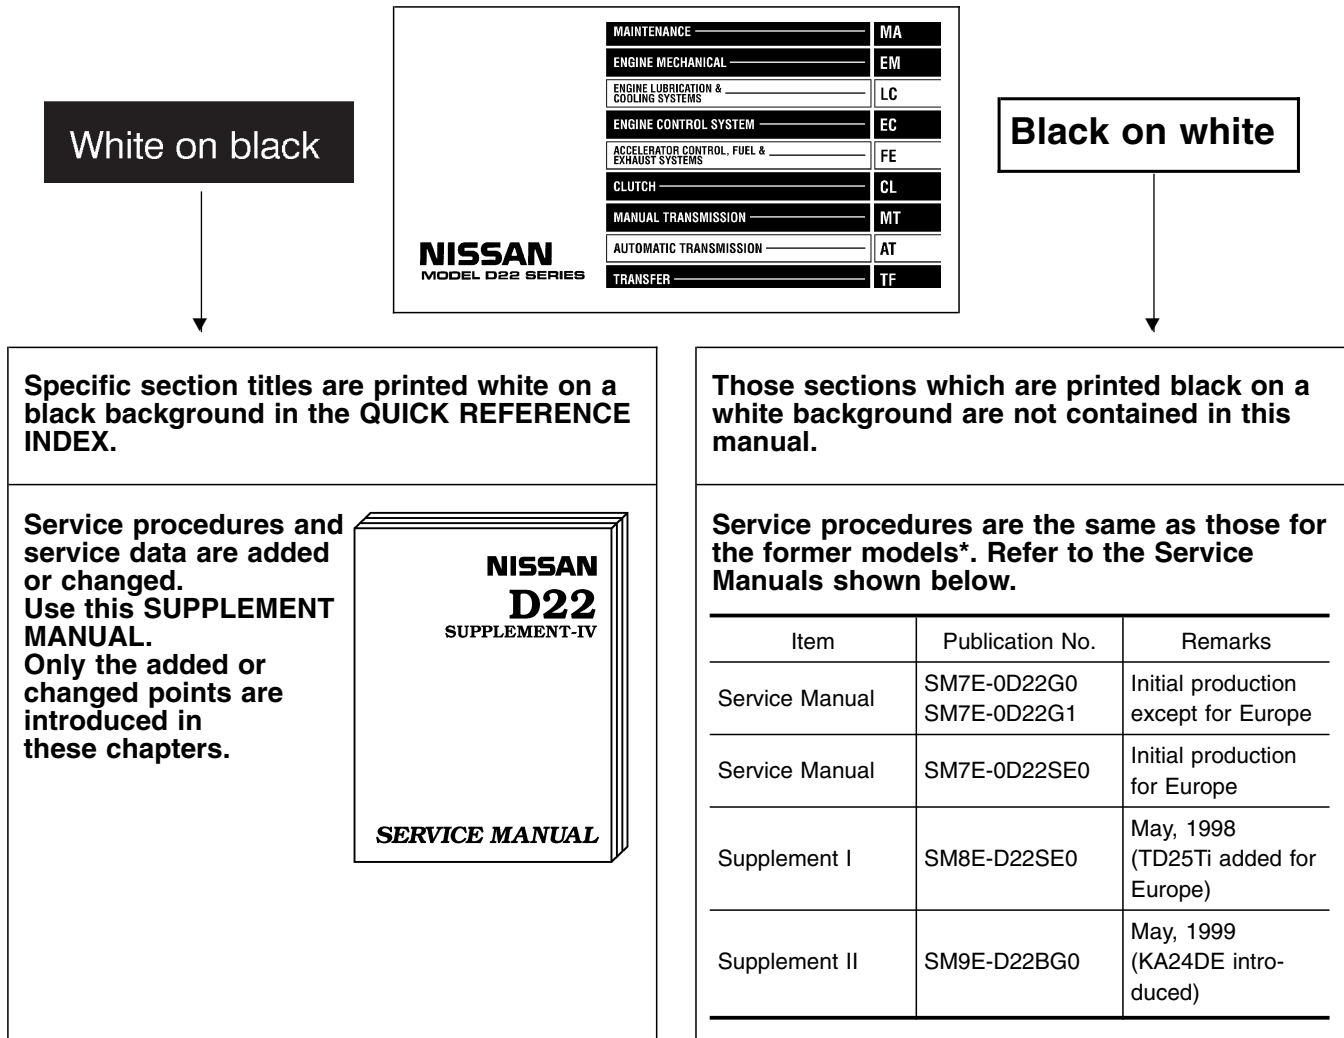 MAINTENANCE MA
ENGINE MECHANICAL EM
ENGINE LUBRICATION &
COOLING SYSTEMS LC
ENGINE CONTROL SYSTEM EC
ACCELERATOR CONTROL, FUEL &
EXHAUST SYSTEMS FE
CLUTCH CL
MANUAL TRANSMISSION MT
AUTOMATIC TRANSMISSION AT
TRANSFER TF
NISSAN
MODEL D22 SERIES
White on black
Black on white
Specific section titles are printed white on a
black background in the QUICK REFERENCE
INDEX.
Service procedures and
service data are added
or changed.
Use this SUPPLEMENT
MANUAL.
Only the added or
changed points are
introduced in
these chapters.
NISSAN
D22
SUPPLEMENT-IV
SERVICE MANUAL
Those sections which are printed black on a
white background are not contained in this
manual.
Service procedures are the same as those for
the former models*. Refer to the Service
Manuals shown below.
Item Publication No. Remarks
Service Manual SM7E-0D22G0 Initial production
SM7E-0D22G1 except for Europe
Service Manual SM7E-0D22SE0 Initial production
for Europe
Supplement I SM8E-D22SE0 May, 1998
(TD25Ti added for
Europe)
Supplement II SM9E-D22BG0 May, 1999
(KA24DE intro-
duced)